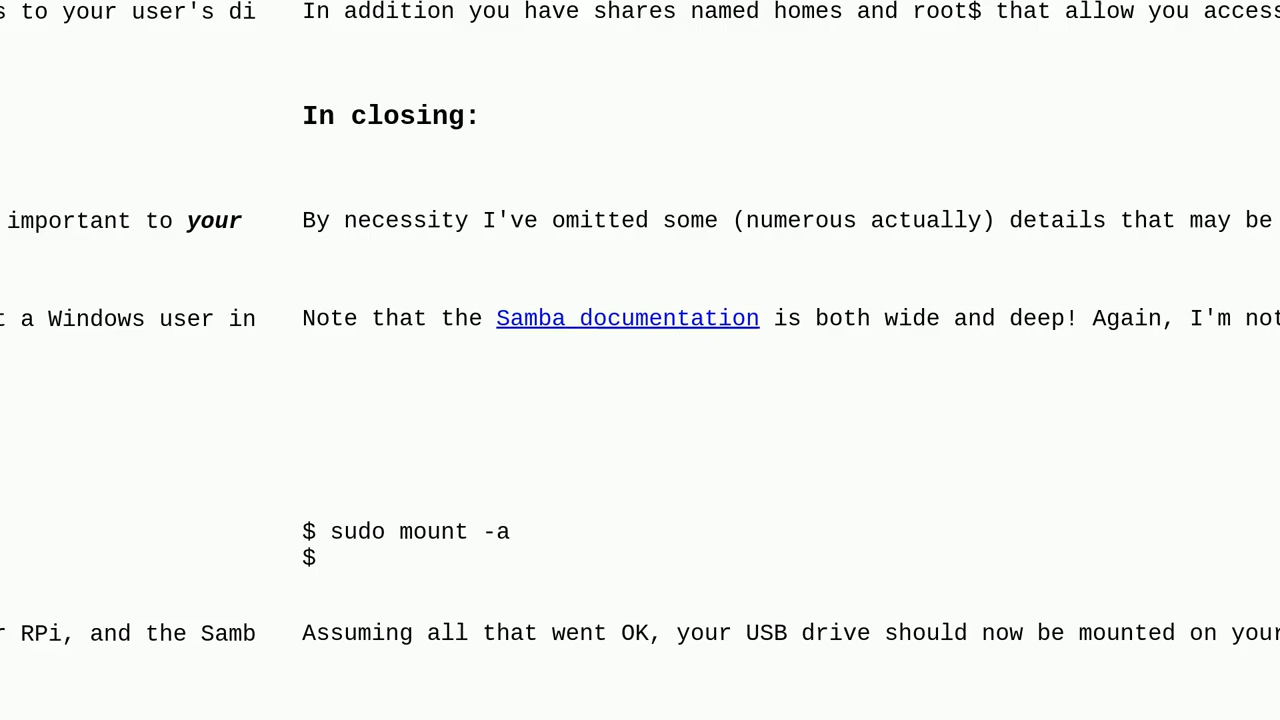 s to your user's di
In addition you have shares named homes and root$ that allow you access
In closing:
important to your
By necessity I've omitted some (numerous actually) details that may be
t a Windows user in
Note that the Samba documentation is both wide and deep! Again, I'm not
$ sudo mount -a
$
r RPi, and the Samb
Assuming all that went OK, your USB drive should now be mounted on your